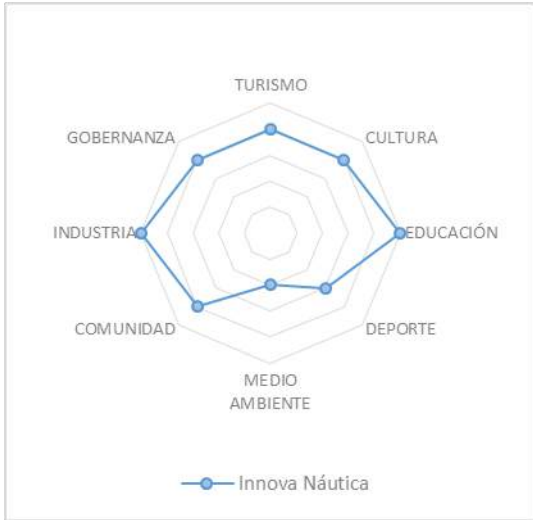 TURISMO
GOBERNANZA
CULTURA
INDUSTRIA
EDUCACIÓN
COMUNIDAD
DEPORTE
MEDIO
AMBIENTE
Innova Náutica